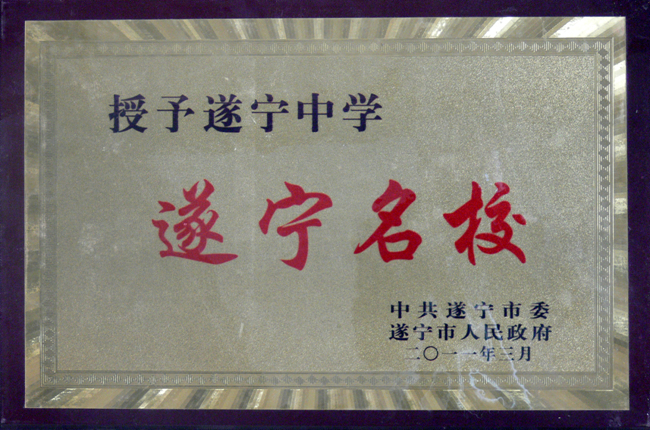 授予遂宁中学
遂宁名校
中共遂宁市委
遂宁市人民政府
二〇一一年三月